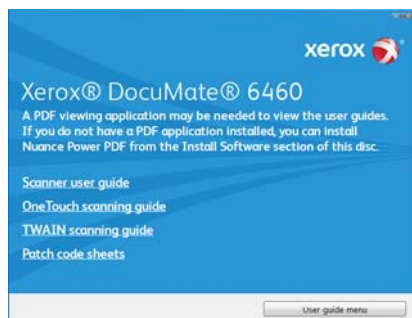 xerox
Xerox® DocuMate® 6460
A PDF viewing application may be needed to view the user guides.
If you do not have a PDF application installed, you can install
Nuance Power PDF from the Install Software section of this disc.
Scanner user guide
OneTouch scanning guide
TWAIN scanning guide
Patch code sheets
User guide menu